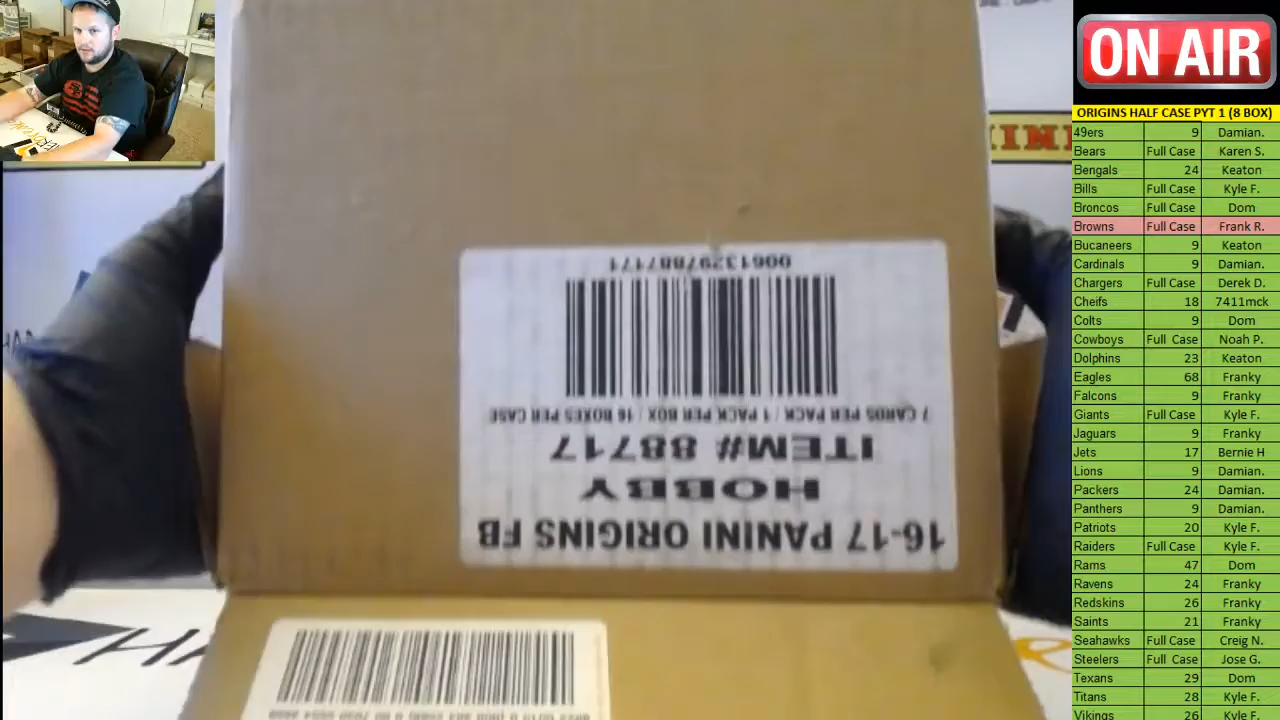 ON AIR
ORIGINS HALF CASE PYT 1 (8 BOX)
49ers 9 Damian.
Bears Full Case Karen S.
Bengals 24 Keaton
Bills Full Case Kyle F.
Broncos Full Case Dom
Browns Full Case Frank R.
Bucaneers 9 Keaton
Cardinals 9 Damian.
Chargers Full Case Derek D.
Cheifs 18 7411mck
Colts 9 Dom
Cowboys Full Case Noah P.
Dolphins 23 Keaton
Eagles 68 Franky
Falcons 9 Franky
Giants Full Case Kyle F.
Jaguars 9 Franky
Jets 17 Bernie H
Lions 9 Damian.
Packers 24 Damian.
Panthers 9 Damian.
Patriots 20 Kyle F.
Raiders Full Case Kyle F.
Rams 47 Dom
Ravens 24 Franky
Redskins 26 Franky
Saints 21 Franky
Seahawks Full Case Creig N.
Steelers Full Case Jose G.
Texans 29 Dom
Titans 28 Kyle F.
Vikings 26 Kyle F.
16-17 PANINI ORIGINS FB
HOBBY
ITEM# 88717
7 CARDS PER PACK / 1 PACK PER BOX / 16 BOXES PER CASE
00613297887171